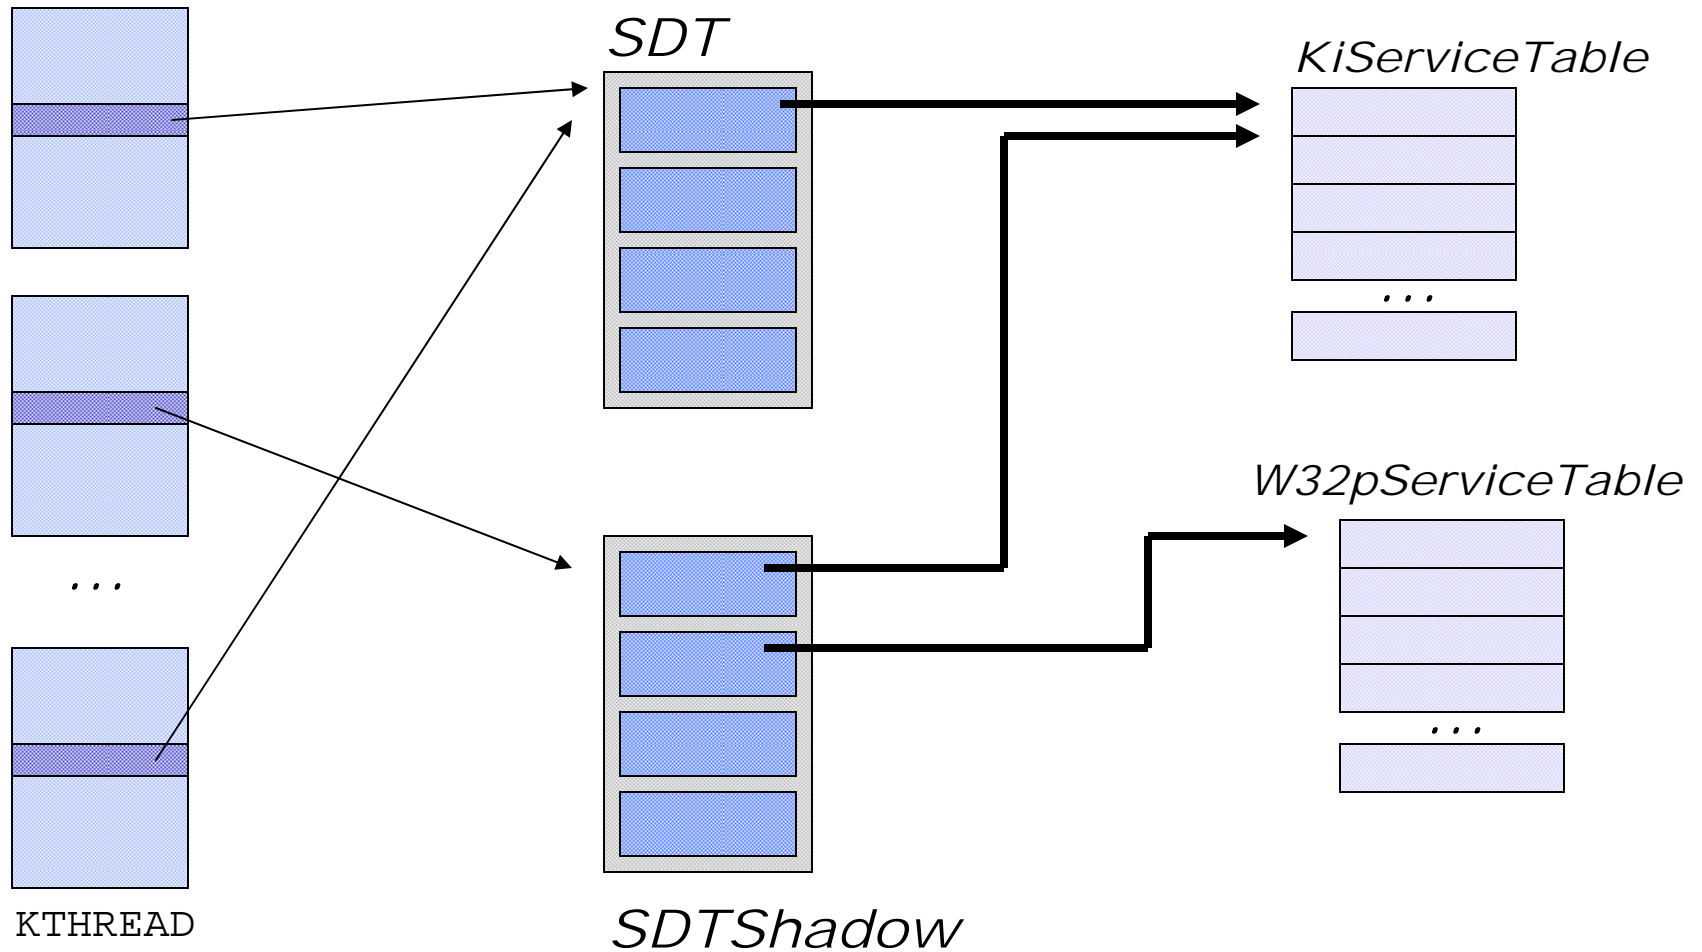 SDT
KiServiceTable
...
W32pServiceTable
...
...
KTHREAD
SDTShadow